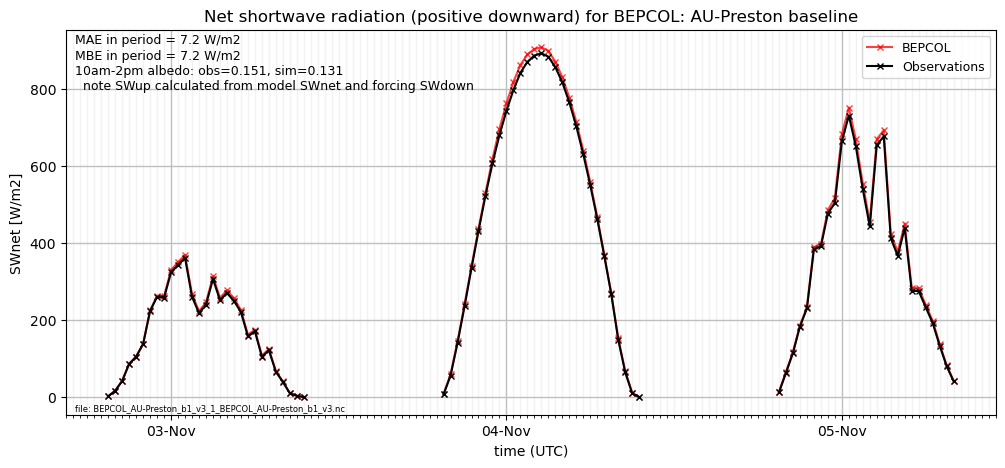 Net shortwave radiation (positive downward) for BEPCOL: AU-Preston baseline
MAE in period = 7.2 W/m2
MBE in period = 7.2 W/m2
10am-2pm albedo: obs=0.151, sim=0.131
note SWup calculated from model SWnet and forcing SWdown
BEPCOL
Observations
SWnet [W/m2]
800
600
400
200
0
file: BEPCOL_AU-Preston_b1_v3_1_BEPCOL_AU-Preston_b1_v3.nc
03-Nov
04-Nov
05-Nov
time (UTC)